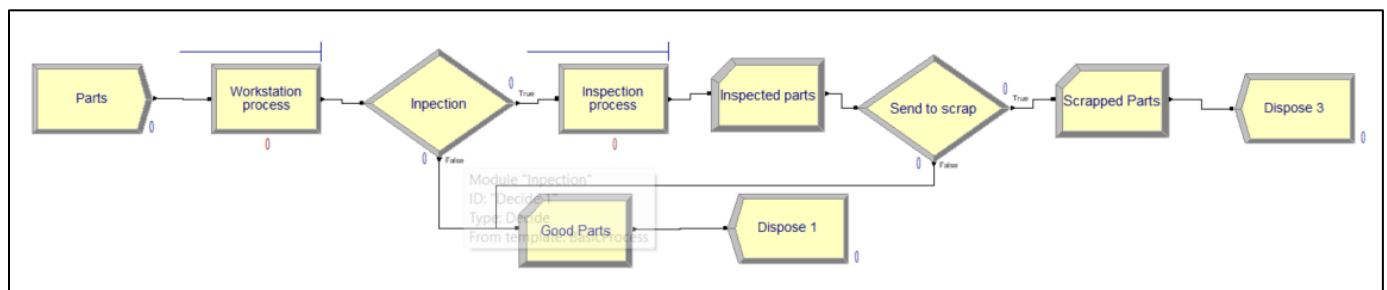 Parts
0
Workstation
process
0
Inpection
0
True
0
False
Inspection
process
0
Inspected parts
Send to scrap
0
True
0
False
Scrapped Parts
Dispose 3
0
Module "Inpection"
ID: "Decide 1"
Type: Decide
From template: BasicProcess
Good Parts
Dispose 1
0